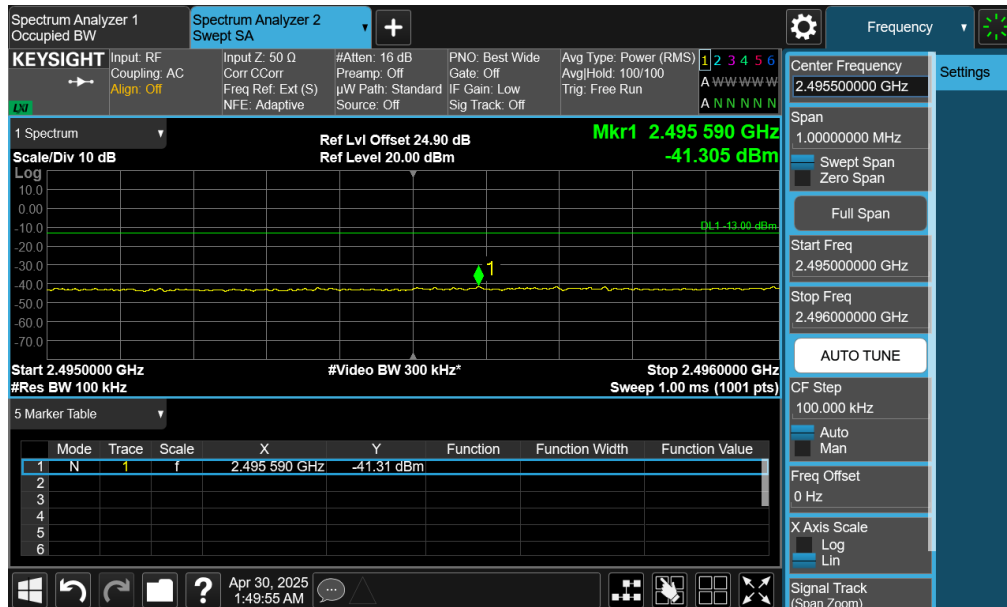 Spectrum Analyzer 1
Occupied BW
Spectrum Analyzer 2
Swept SA
Frequency
KEYSIGHT
LXI
Input: RF
Coupling: AC
Align: Off
Input Z: 50 Ω
Corr CCorr
Freq Ref: Ext (S)
NFE: Adaptive
#Atten: 16 dB
Preamp: Off
µW Path: Standard
Source: Off
PNO: Best Wide
Gate: Off
IF Gain: Low
Sig Track: Off
Avg Type: Power (RMS)
Avg|Hold: 100/100
Trig: Free Run
1 2 3 4 5 6
A W W W W W
A N N N N N
1 Spectrum
Scale/Div 10 dB
Ref Lvl Offset 24.90 dB
Ref Level 20.00 dBm
Mkr1 2.495 590 GHz
-41.305 dBm
Log
10.0
0.00
-10.0
-20.0
-30.0
-40.0
-50.0
-60.0
-70.0
DL1 -13.00 dBm
1
Start 2.4950000 GHz
#Video BW 300 kHz*
Stop 2.4960000 GHz
#Res BW 100 kHz
Sweep 1.00 ms (1001 pts)
5 Marker Table
Mode Trace Scale X Y Function Function Width Function Value
1 N 1 f 2.495 590 GHz -41.31 dBm
2
3
4
5
6
Apr 30, 2025
1:49:55 AM
Center Frequency
2.495500000 GHz
Span
1.00000000 MHz
Swept Span
Zero Span
Full Span
Start Freq
2.495000000 GHz
Stop Freq
2.496000000 GHz
AUTO TUNE
CF Step
100.000 kHz
Auto
Man
Freq Offset
0 Hz
X Axis Scale
Log
Lin
Signal Track
(Span Zoom)
Settings